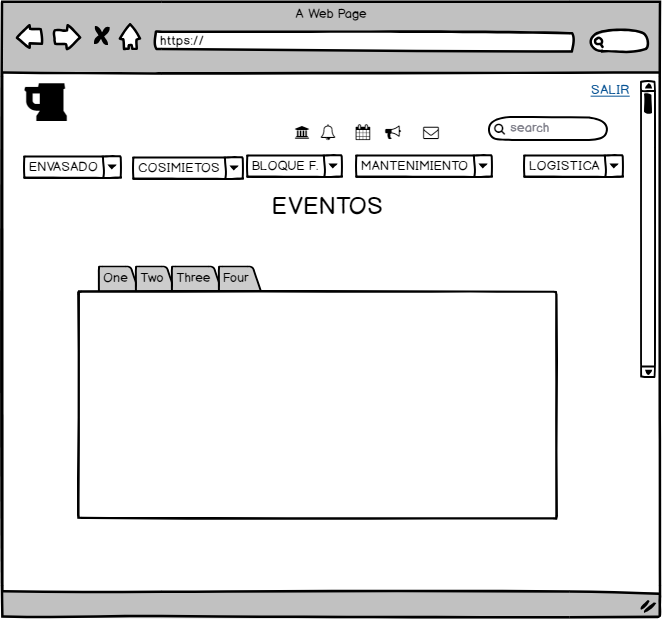 A Web Page
https://
SALIR
search
ENVASADO COSIMIETOS BLOQUE F. MANTENIMIENTO LOGISTICA
EVENTOS
One Two Three Four